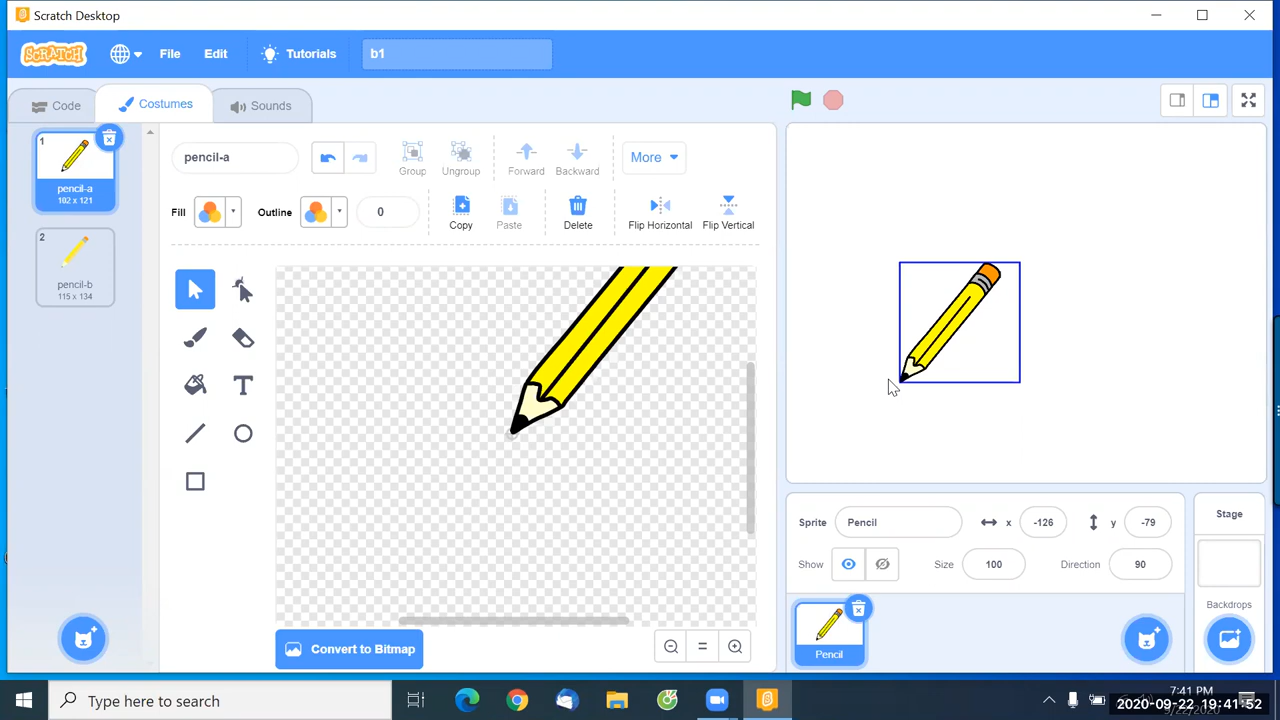 Scratch Desktop
SCRATCH File Edit Tutorials b1
Code Costumes Sounds
1
pencil-a
102 x 121
2
pencil-b
115 x 134
pencil-a Group Ungroup Forward Backward More
Fill Outline 0 Copy Paste Delete Flip Horizontal Flip Vertical
T
Convert to Bitmap
Sprite Pencil x -126 y -79
Show Size 100 Direction 90
Pencil
Stage
Backdrops
Type here to search
7:41 PM
2020-09-22 19:41:52